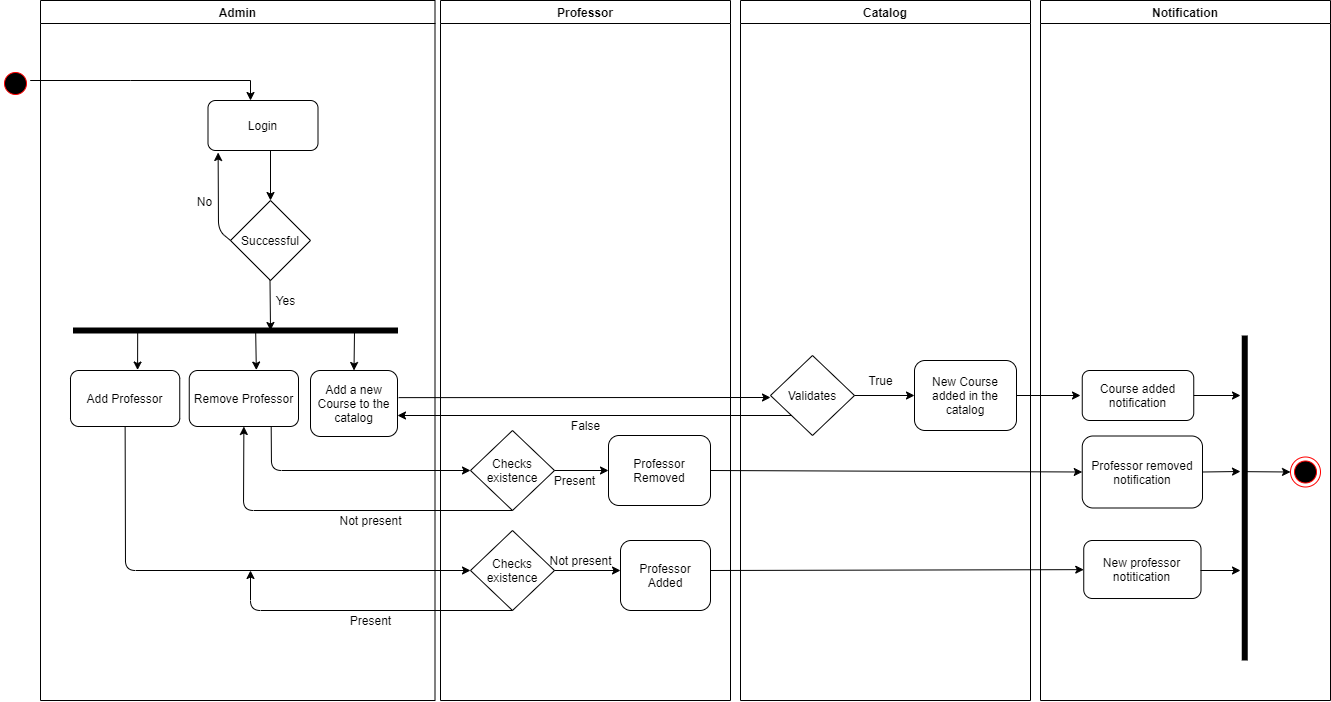 Admin
Professor
Catalog
Notification
Login
No
Successful
Yes
Add Professor
Remove Professor
Add a new
Course to the
catalog
Validates
True
New Course
added in the
catalog
Course added
notification
False
Checks
existence
Present
Professor
Removed
Professor removed
notification
Not present
Checks
existence
Not present
Professor
Added
New professor
notification
Present